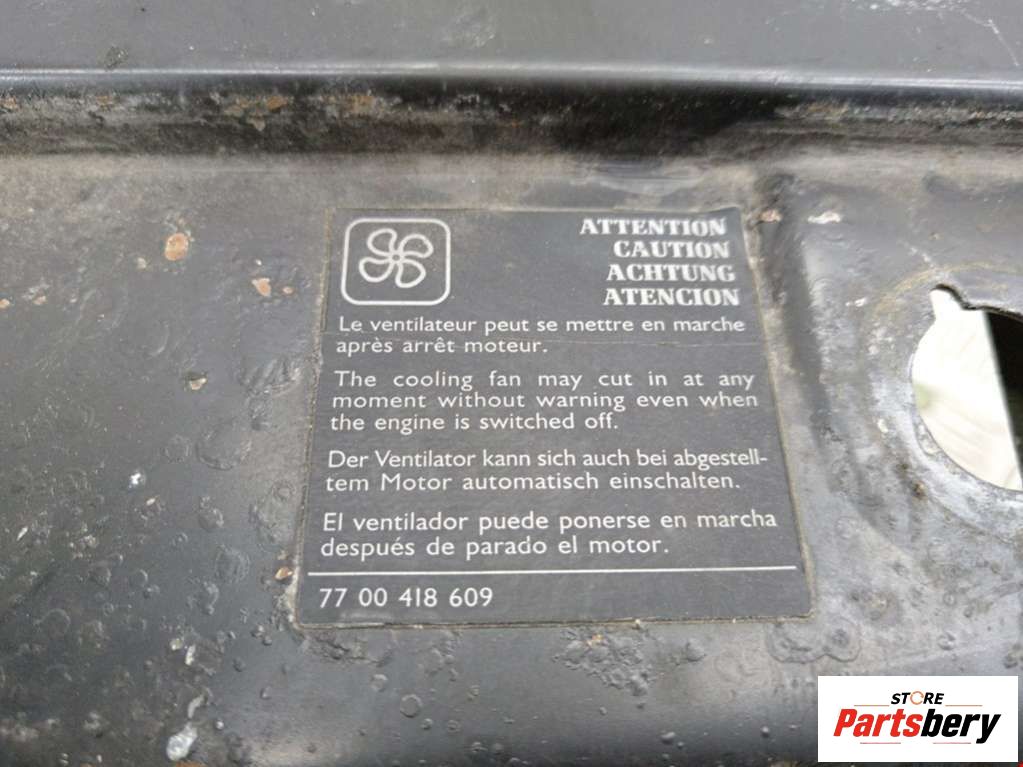 ATTENTION
CAUTION
ACHTUNG
ATENCION
Le ventilateur peut se mettre en marche
après arrêt moteur.
The cooling fan may cut in at any
moment without warning even when
the engine is switched off.
Der Ventilator kann sich auch bei abgestell-
tem Motor automatisch einschalten.
El ventilador puede ponerse en marcha
después de parado el motor.
77 00 418 609
STORE
Partsbery